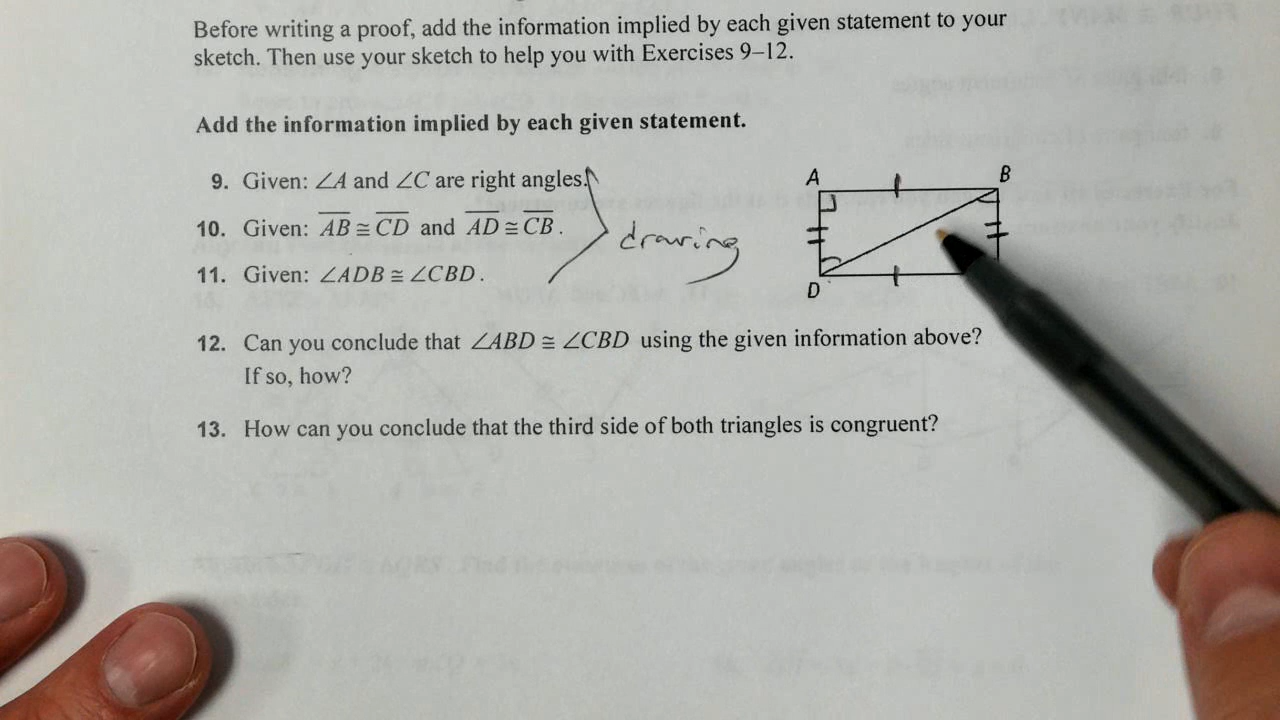 Before writing a proof, add the information implied by each given statement to your
sketch. Then use your sketch to help you with Exercises 9–12.
Add the information implied by each given statement.
9. Given: ∠A and ∠C are right angles.
10. Given: A̅B̅ ≅ C̅D̅ and A̅D̅ ≅ C̅B̅.
11. Given: ∠ADB ≅ ∠CBD.
drawing
A
B
D
12. Can you conclude that ∠ABD ≅ ∠CBD using the given information above?
If so, how?
13. How can you conclude that the third side of both triangles is congruent?